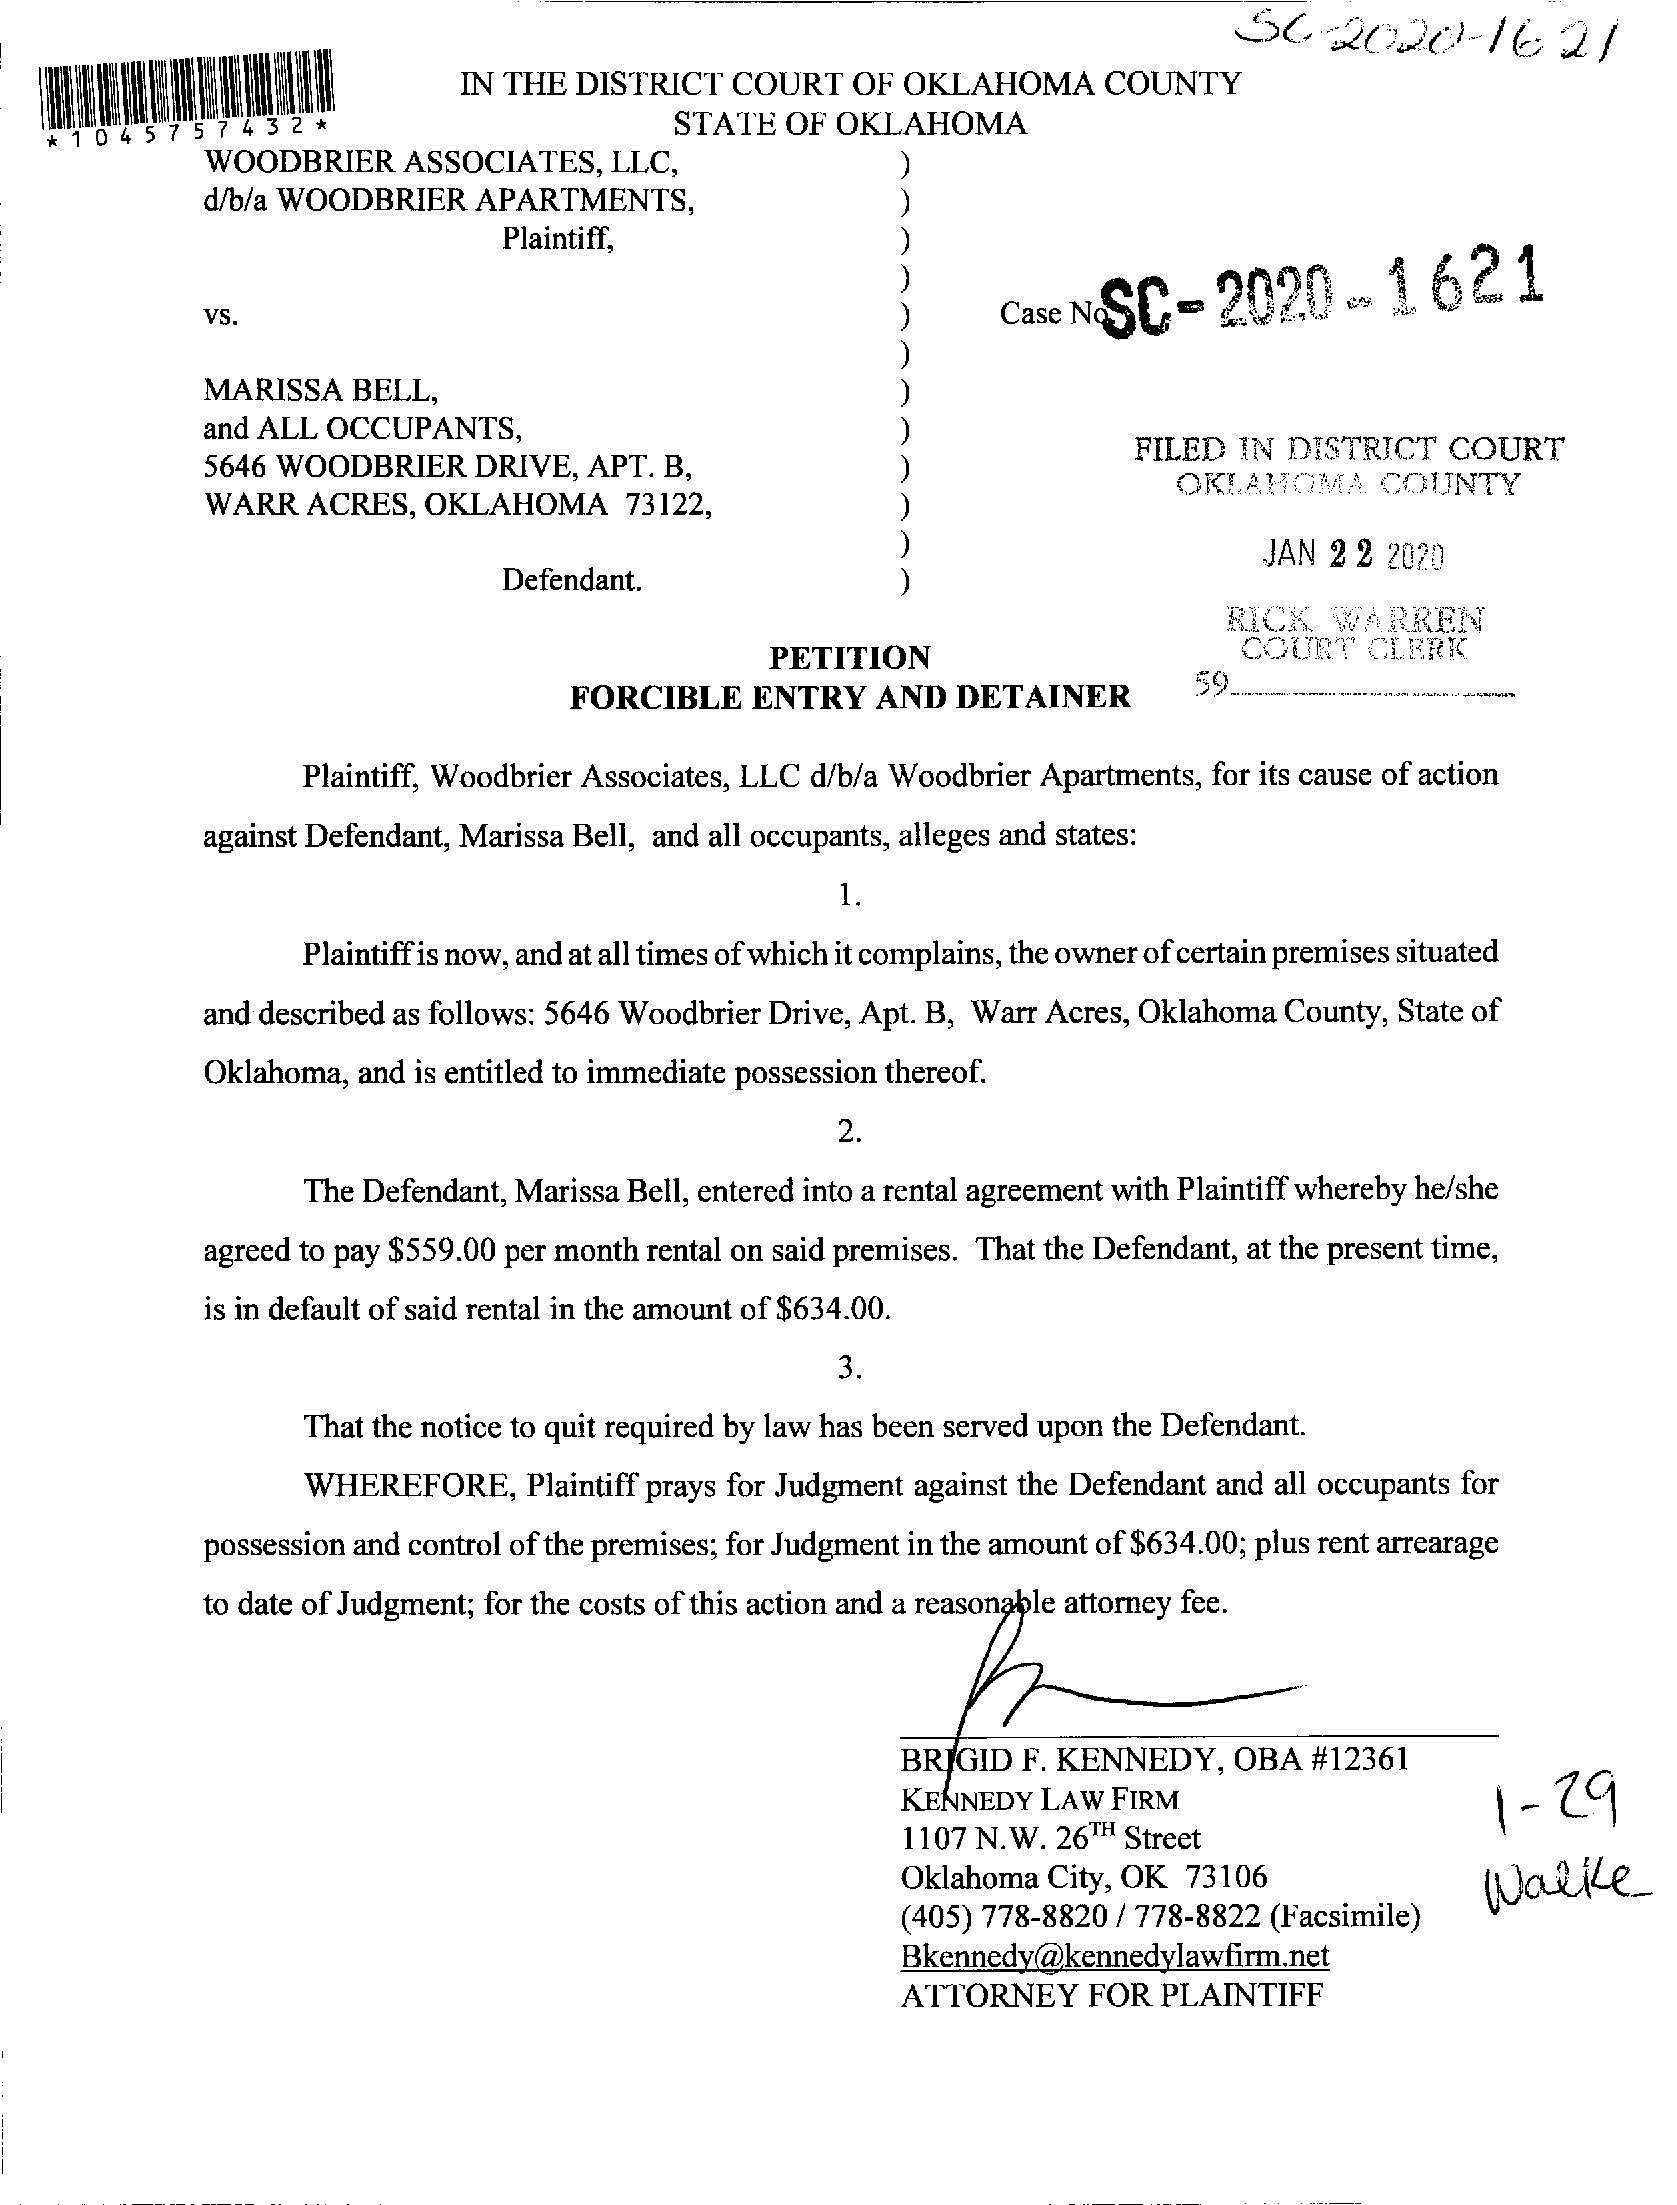 SC-2020-1621
*1045757432*
IN THE DISTRICT COURT OF OKLAHOMA COUNTY
STATE OF OKLAHOMA
WOODBRIER ASSOCIATES, LLC, )
d/b/a WOODBRIER APARTMENTS, )
Plaintiff, )
)
vs. ) Case No. SC-2020-1621
)
MARISSA BELL, )
and ALL OCCUPANTS, )
5646 WOODBRIER DRIVE, APT. B, )
WARR ACRES, OKLAHOMA 73122, )
)
Defendant. )
FILED IN DISTRICT COURT
OKLAHOMA COUNTY
JAN 22 2020
RICK WARREN
COURT CLERK
59
PETITION
FORCIBLE ENTRY AND DETAINER
Plaintiff, Woodbrier Associates, LLC d/b/a Woodbrier Apartments, for its cause of action
against Defendant, Marissa Bell, and all occupants, alleges and states:
1.
Plaintiff is now, and at all times of which it complains, the owner of certain premises situated
and described as follows: 5646 Woodbrier Drive, Apt. B, Warr Acres, Oklahoma County, State of
Oklahoma, and is entitled to immediate possession thereof.
2.
The Defendant, Marissa Bell, entered into a rental agreement with Plaintiff whereby he/she
agreed to pay $559.00 per month rental on said premises. That the Defendant, at the present time,
is in default of said rental in the amount of $634.00.
3.
That the notice to quit required by law has been served upon the Defendant.
WHEREFORE, Plaintiff prays for Judgment against the Defendant and all occupants for
possession and control of the premises; for Judgment in the amount of $634.00; plus rent arrearage
to date of Judgment; for the costs of this action and a reasonable attorney fee.
BRIGID F. KENNEDY, OBA #12361
KENNEDY LAW FIRM
1107 N.W. 26TH Street
Oklahoma City, OK 73106
(405) 778-8820 / 778-8822 (Facsimile)
Bkennedy@kennedylawfirm.net
ATTORNEY FOR PLAINTIFF
1-29
Walke